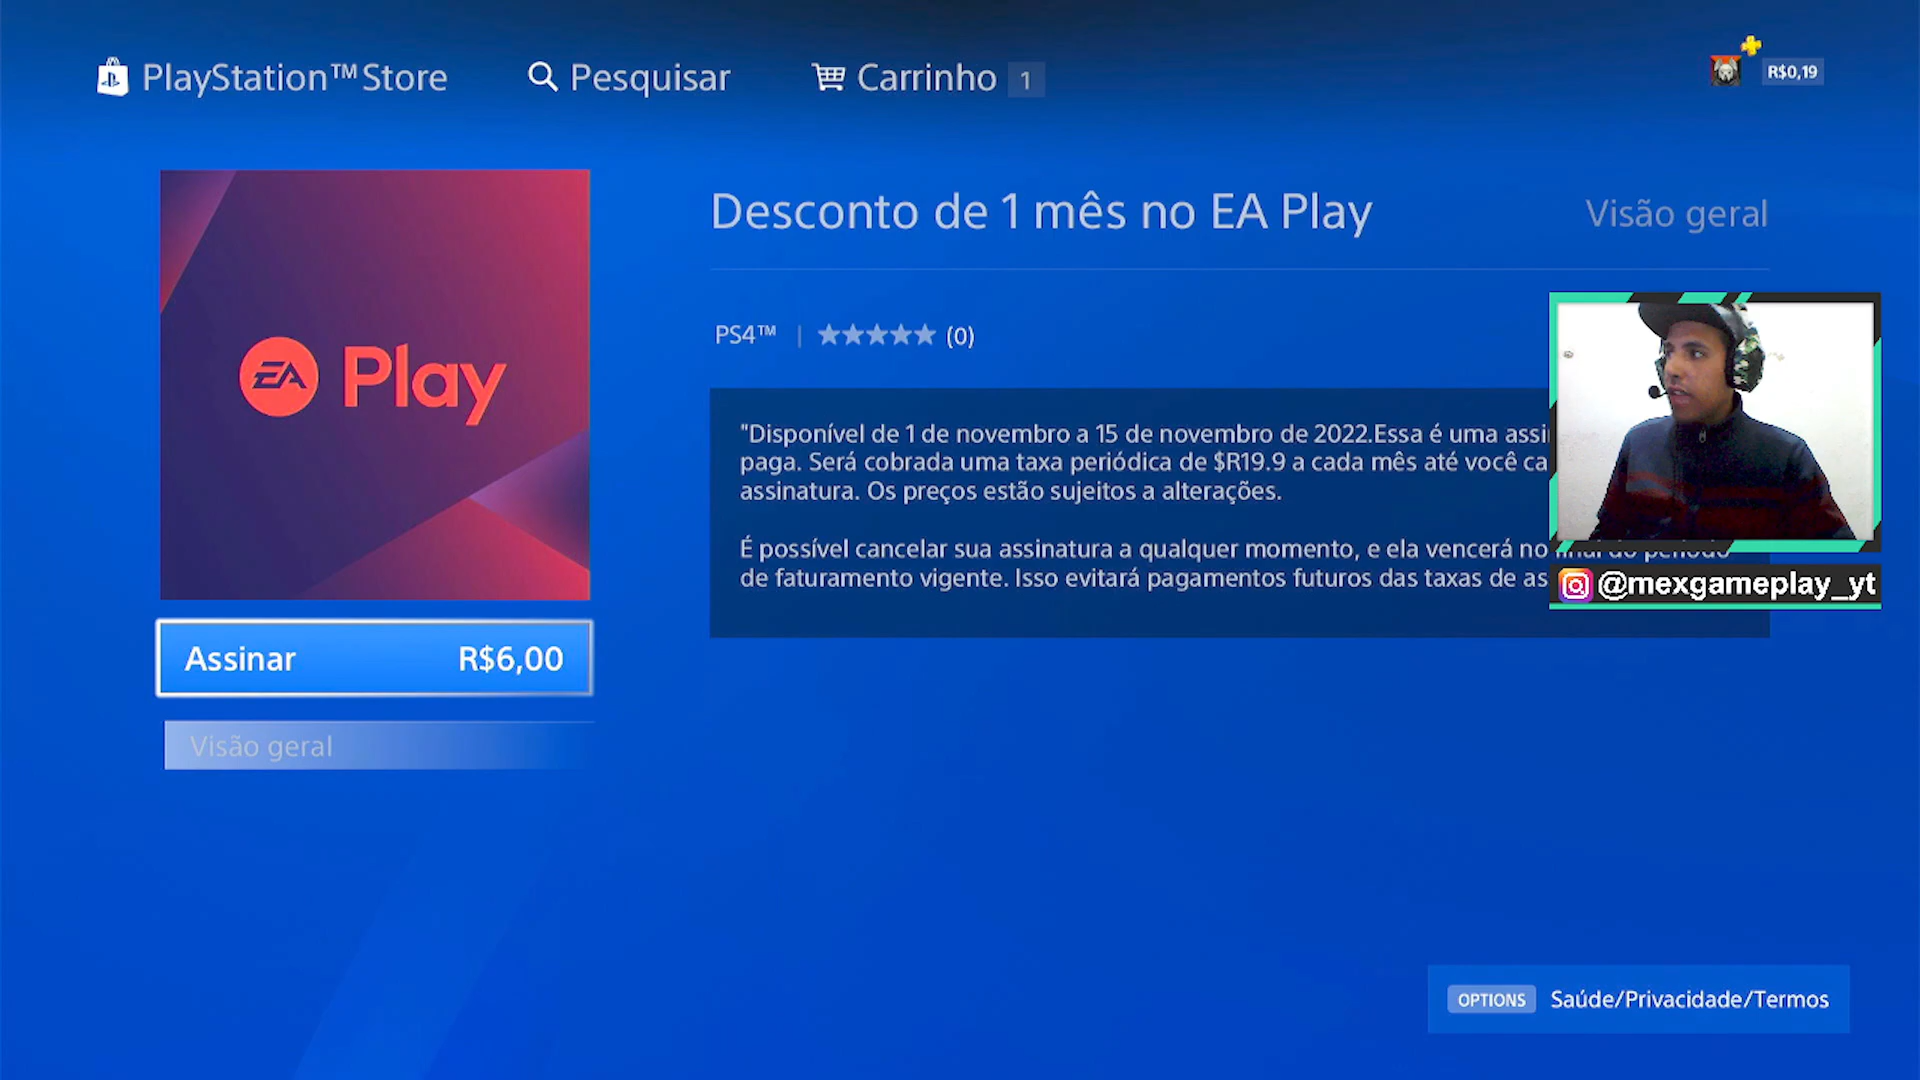 PlayStation™Store
Pesquisar
Carrinho 1
R$0,19
EA Play
Desconto de 1 mês no EA Play
Visão geral
PS4™ | ★★★★★ (0)
"Disponível de 1 de novembro a 15 de novembro de 2022.Essa é uma
paga. Será cobrada uma taxa periódica de $R19.9 a cada mês até você
assinatura. Os preços estão sujeitos a alterações.
É possível cancelar sua assinatura a qualquer momento, e ela vencerá no final do período
de faturamento vigente. Isso evitará pagamentos futuros das taxas de
@mexgameplay_yt
Assinar R$6,00
Visão geral
OPTIONS Saúde/Privacidade/Termos